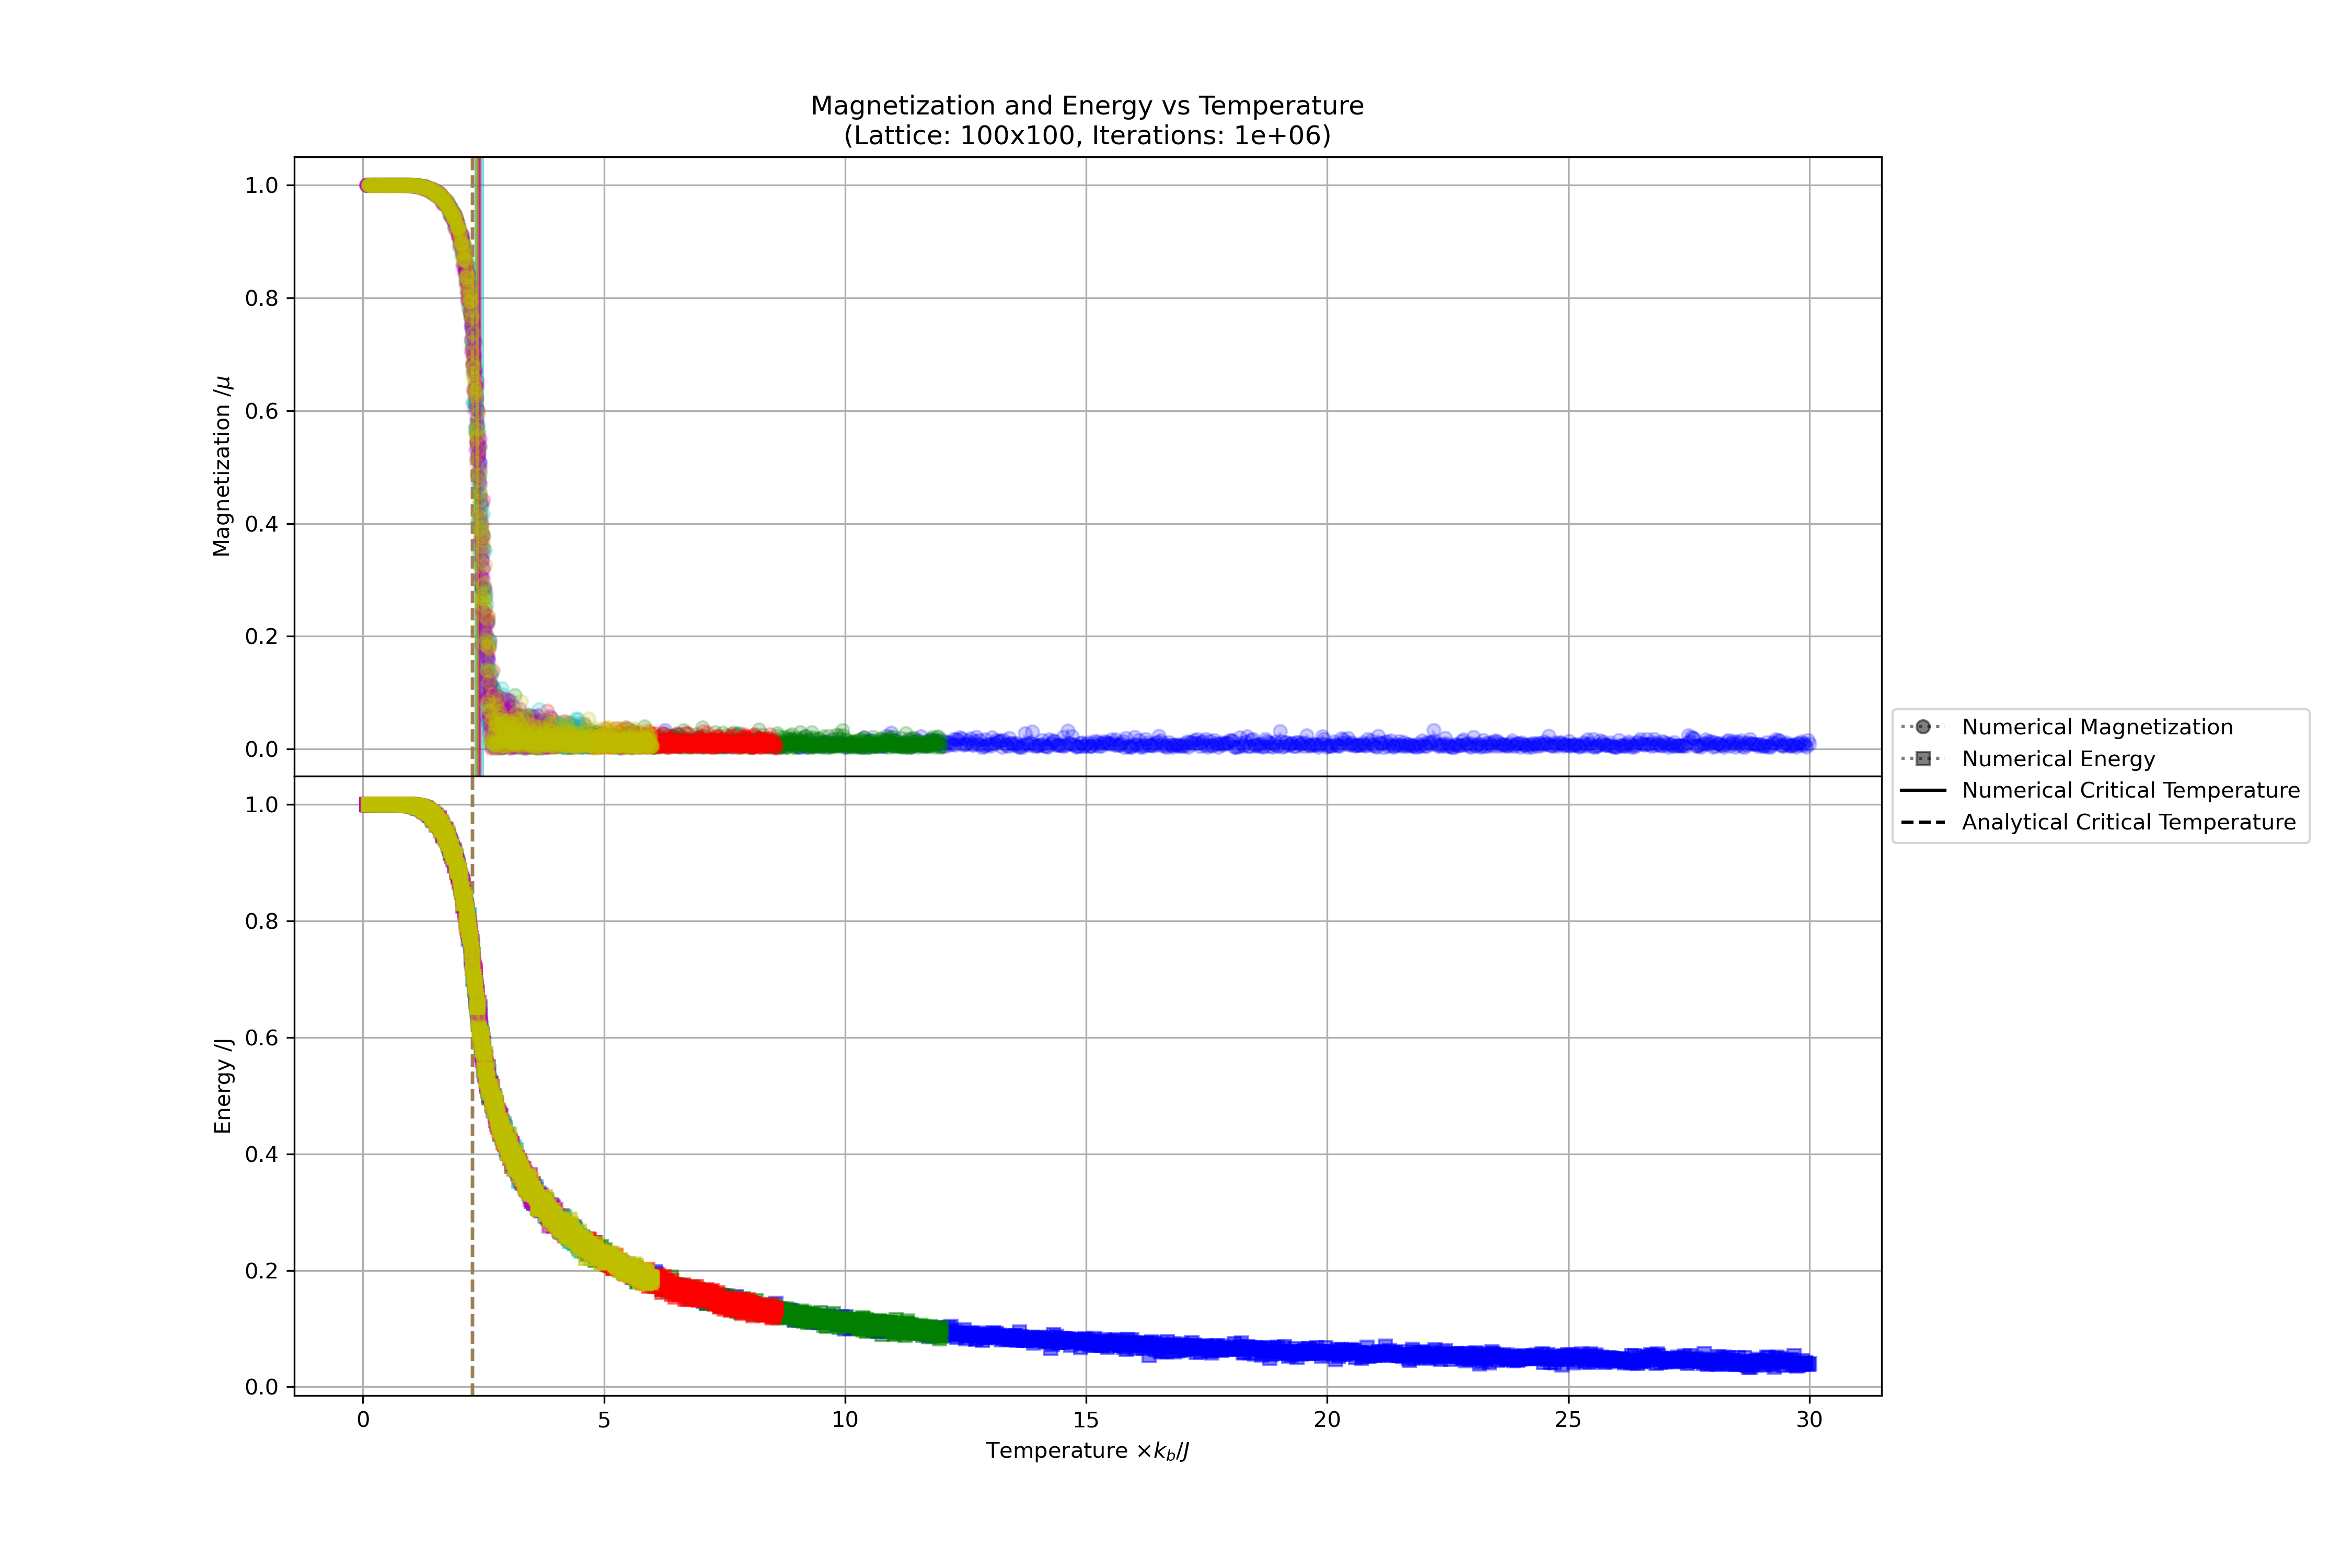 Magnetization and Energy vs Temperature
(Lattice: 100x100, Iterations: 1e+06)
1.0
0.8
0.6
0.4
0.2
0.0
Magnetization /μ
1.0
0.8
0.6
0.4
0.2
0.0
Energy /J
0 5 10 15 20 25 30
Temperature ×k_b/J
Numerical Magnetization
Numerical Energy
Numerical Critical Temperature
Analytical Critical Temperature